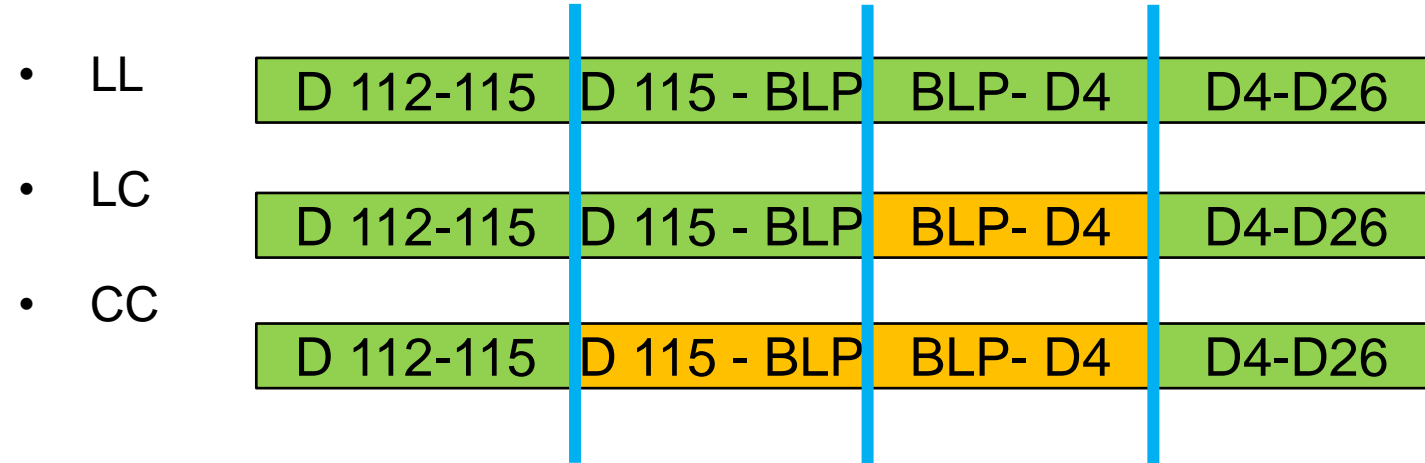 • LL D 112-115 D 115 - BLP BLP- D4 D4-D26
• LC D 112-115 D 115 - BLP BLP- D4 D4-D26
• CC D 112-115 D 115 - BLP BLP- D4 D4-D26